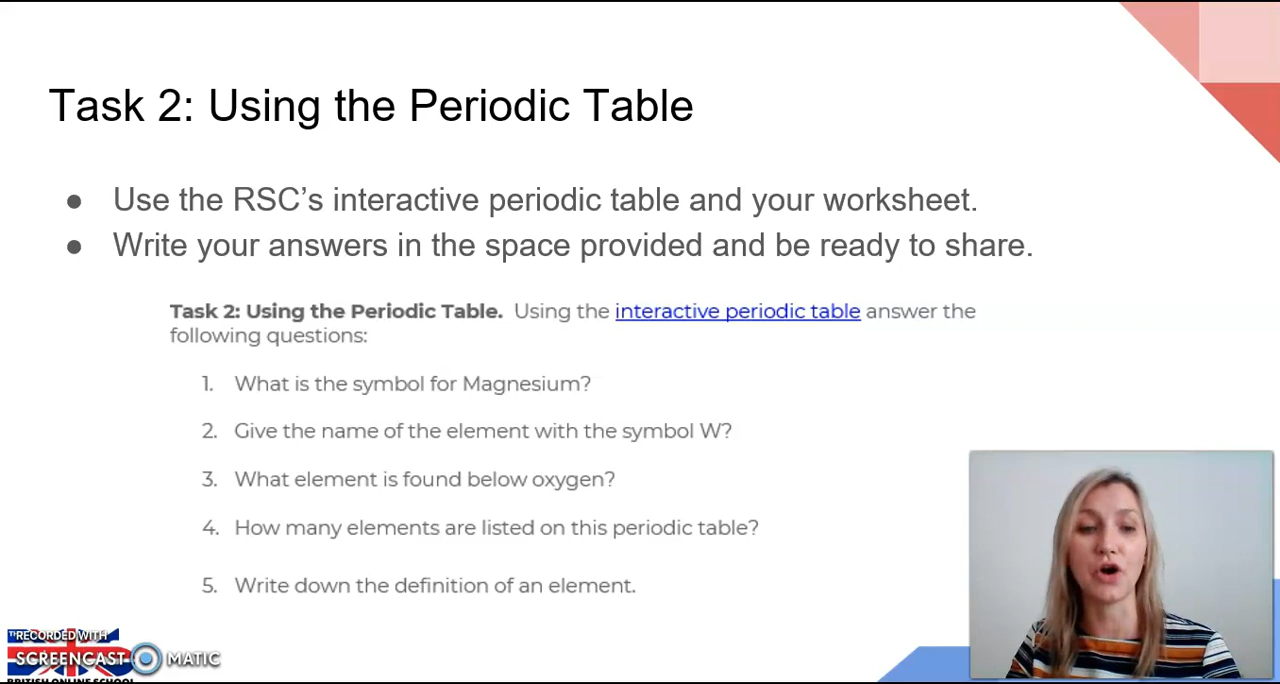 Task 2: Using the Periodic Table
● Use the RSC’s interactive periodic table and your worksheet.
● Write your answers in the space provided and be ready to share.
Task 2: Using the Periodic Table. Using the interactive periodic table answer the
following questions:
1. What is the symbol for Magnesium?
2. Give the name of the element with the symbol W?
3. What element is found below oxygen?
4. How many elements are listed on this periodic table?
5. Write down the definition of an element.
RECORDED WITH
SCREENCAST MATIC
BRITISH ONLINE SCHOOL